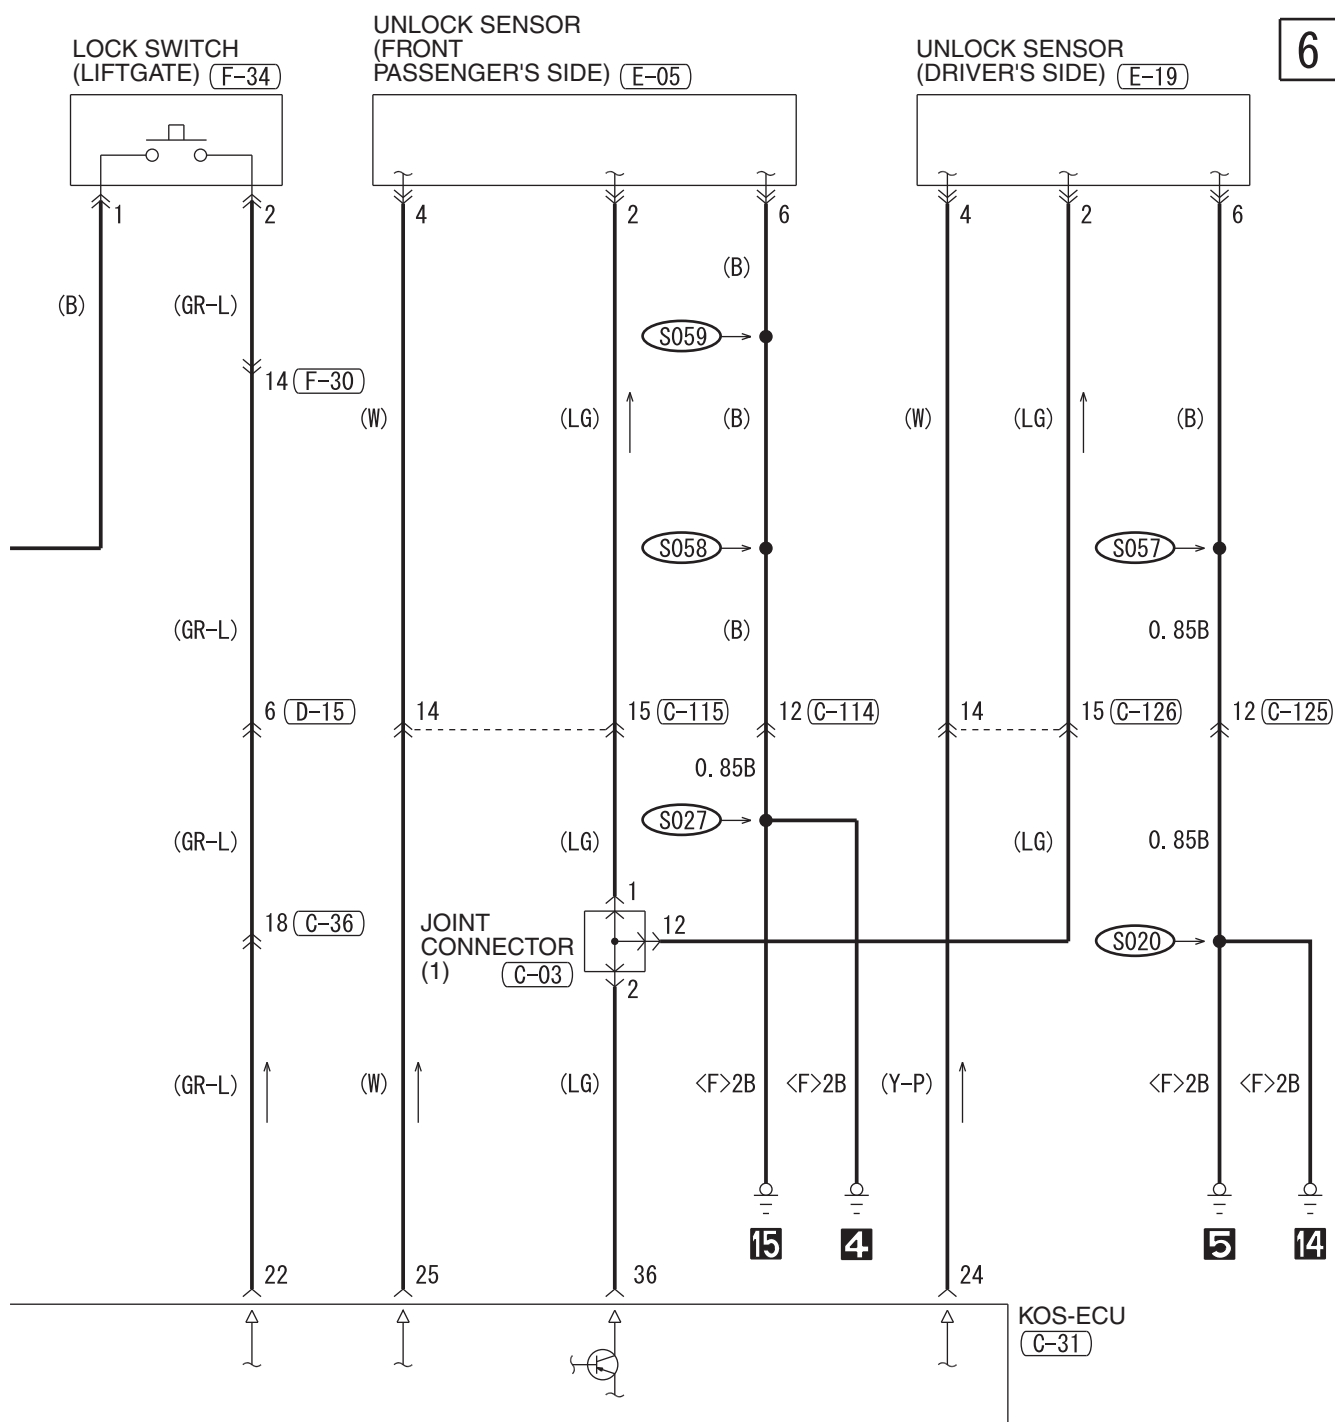 6
LOCK SWITCH
(LIFTGATE) F-34
UNLOCK SENSOR
(FRONT
PASSENGER'S SIDE) E-05
UNLOCK SENSOR
(DRIVER'S SIDE) E-19
1 2 4 2 6 4 2 6
(B)
(B) (GR-L)
S059
14 F-30
(W) (LG) (B) (W) (LG) (B)
S058 S057
(GR-L) (B) 0.85B
6 D-15 14 15 C-115 12 C-114 14 15 C-126 12 C-125
0.85B
S027
(GR-L) (LG) (LG) 0.85B
1
18 C-36
JOINT
CONNECTOR
(1) C-03
12
S020
2
(GR-L) (W) (LG) <F>2B <F>2B (Y-P) <F>2B <F>2B
15 4 5 14
22 25 36 24
KOS-ECU
C-31